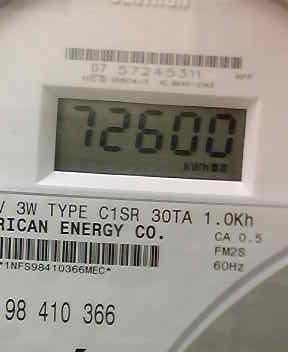 07 57245311
72600
V 3W TYPE C1SR 30TA 1.0Kh
RICAN ENERGY CO.
CA 0.5
FM2S
60Hz
*1NFS98410366MEC*
98 410 366